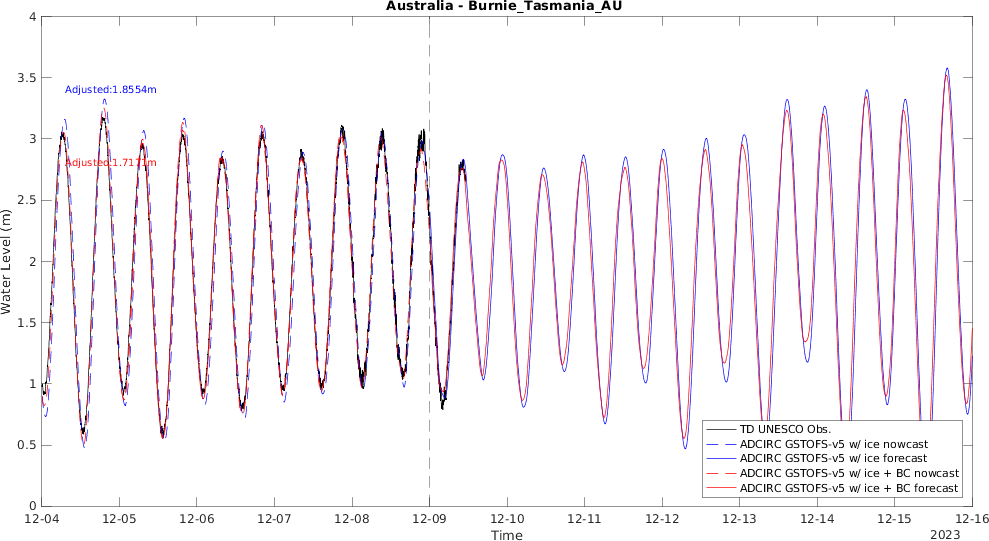 Australia - Burnie_Tasmania_AU
4
3.5
3
2.5
2
1.5
1
0.5
0
Water Level (m)
Adjusted:1.8554m
Adjusted:1.7171m
TD UNESCO Obs.
ADCIRC GSTOFS-v5 w/ ice nowcast
ADCIRC GSTOFS-v5 w/ ice forecast
ADCIRC GSTOFS-v5 w/ ice + BC nowcast
ADCIRC GSTOFS-v5 w/ ice + BC forecast
12-04 12-05 12-06 12-07 12-08 12-09 12-10 12-11 12-12 12-13 12-14 12-15 12-16
Time
2023